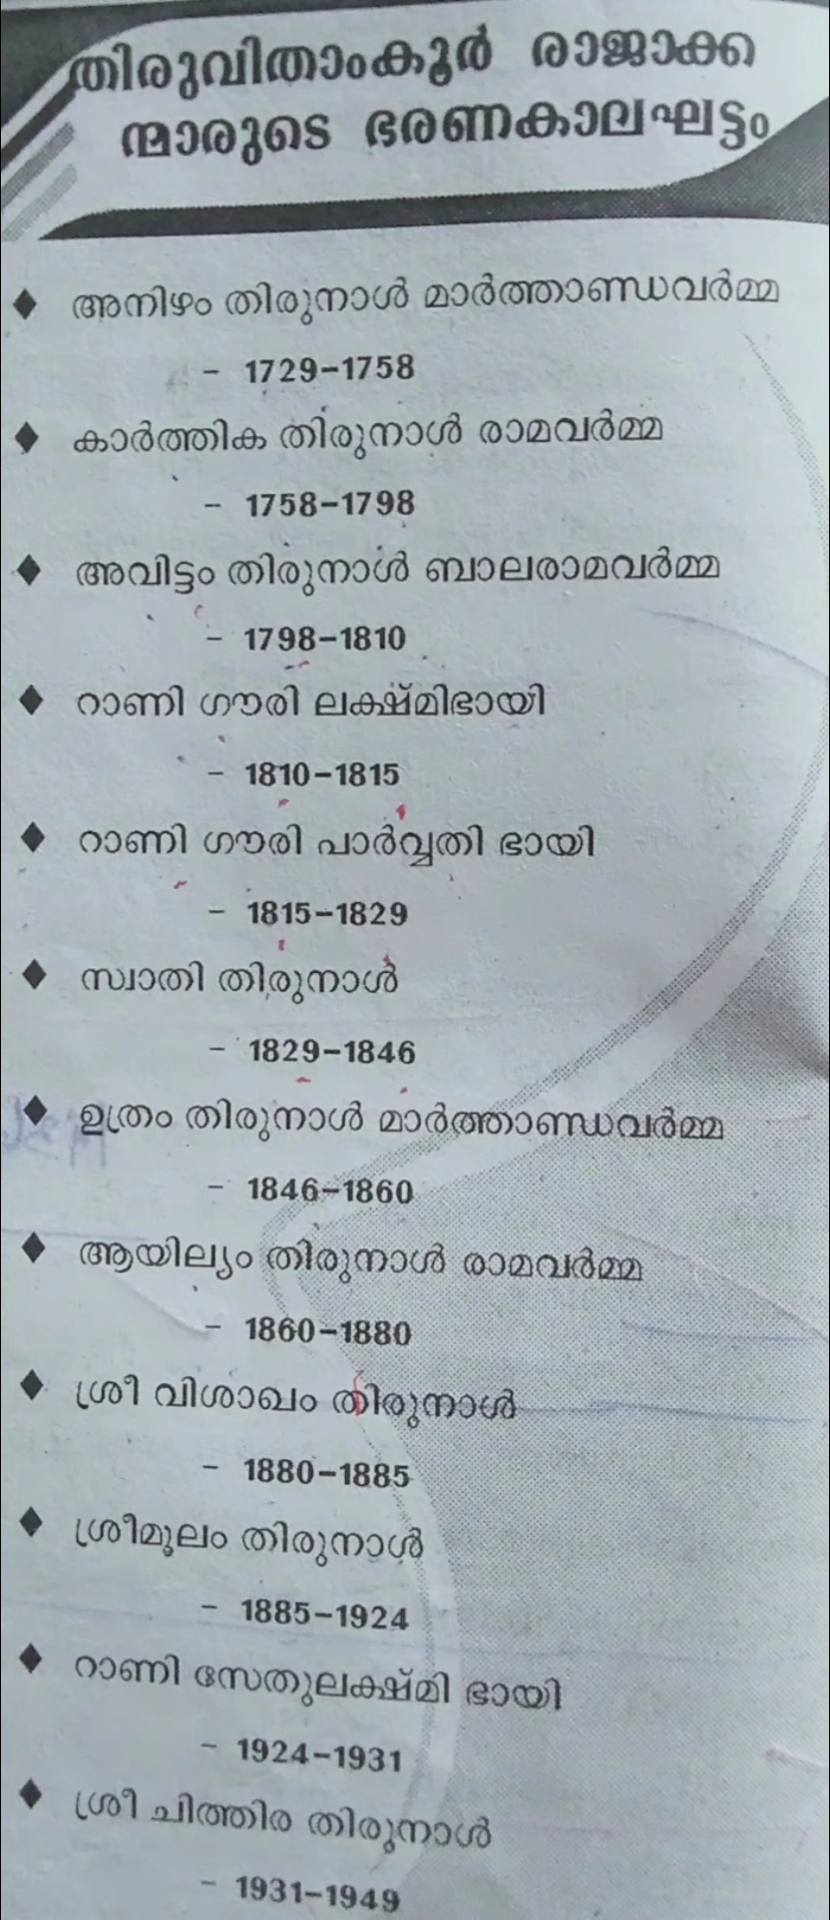 തിരുവിതാംകൂർ രാജാക്ക
ന്മാരുടെ ഭരണകാലഘട്ടം
♦ അനിഴം തിരുനാൾ മാർത്താണ്ഡവർമ്മ
– 1729–1758
♦ കാർത്തിക തിരുനാൾ രാമവർമ്മ
– 1758–1798
♦ അവിട്ടം തിരുനാൾ ബാലരാമവർമ്മ
– 1798–1810
♦ റാണി ഗൗരി ലക്ഷ്മിഭായി
– 1810–1815
♦ റാണി ഗൗരി പാർവ്വതി ഭായി
– 1815–1829
♦ സ്വാതി തിരുനാൾ
– 1829–1846
♦ ഉത്രം തിരുനാൾ മാർത്താണ്ഡവർമ്മ
– 1846–1860
♦ ആയില്യം തിരുനാൾ രാമവർമ്മ
– 1860–1880
♦ ശ്രീ വിശാഖം തിരുനാൾ
– 1880–1885
♦ ശ്രീമൂലം തിരുനാൾ
– 1885–1924
♦ റാണി സേതുലക്ഷ്മി ഭായി
– 1924–1931
♦ ശ്രീ ചിത്തിര തിരുനാൾ
– 1931–1949